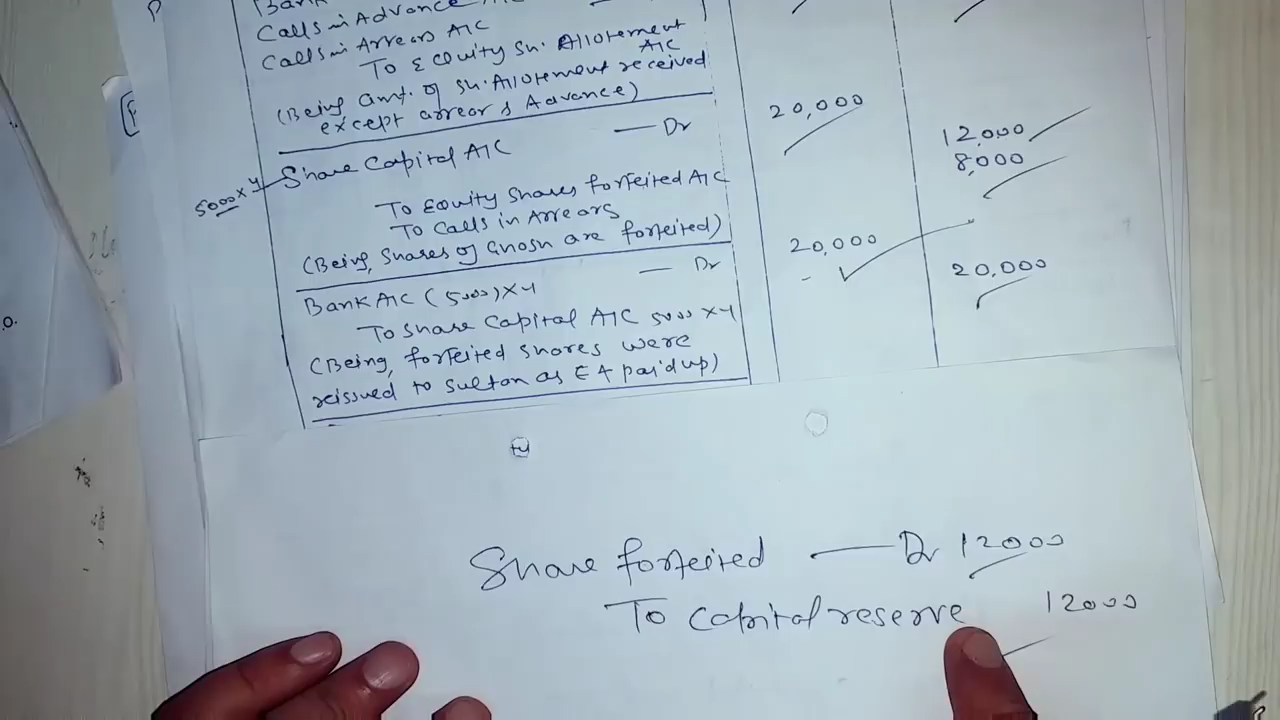 Bank
Calls in Advance A/C
Calls in Arrears A/C
To Equity Sh. Allotement A/C
(Being amt. of Sh. Allotement received
except arrear & Advance)
Share Capital A/C — Dr 20,000
5000×4
To Equity Shares forfeited A/C 12,000
To Calls in Arrears 8,000
(Being, Shares of Ghosh are forfeited)
Bank A/C (5000)×4 — Dr 20,000
To Share Capital A/C 5000×4 20,000
(Being, forfeited shares were
reissued to Sultan as £4 paid up)
Share forfeited — Dr 12000
To Capital reserve 12000